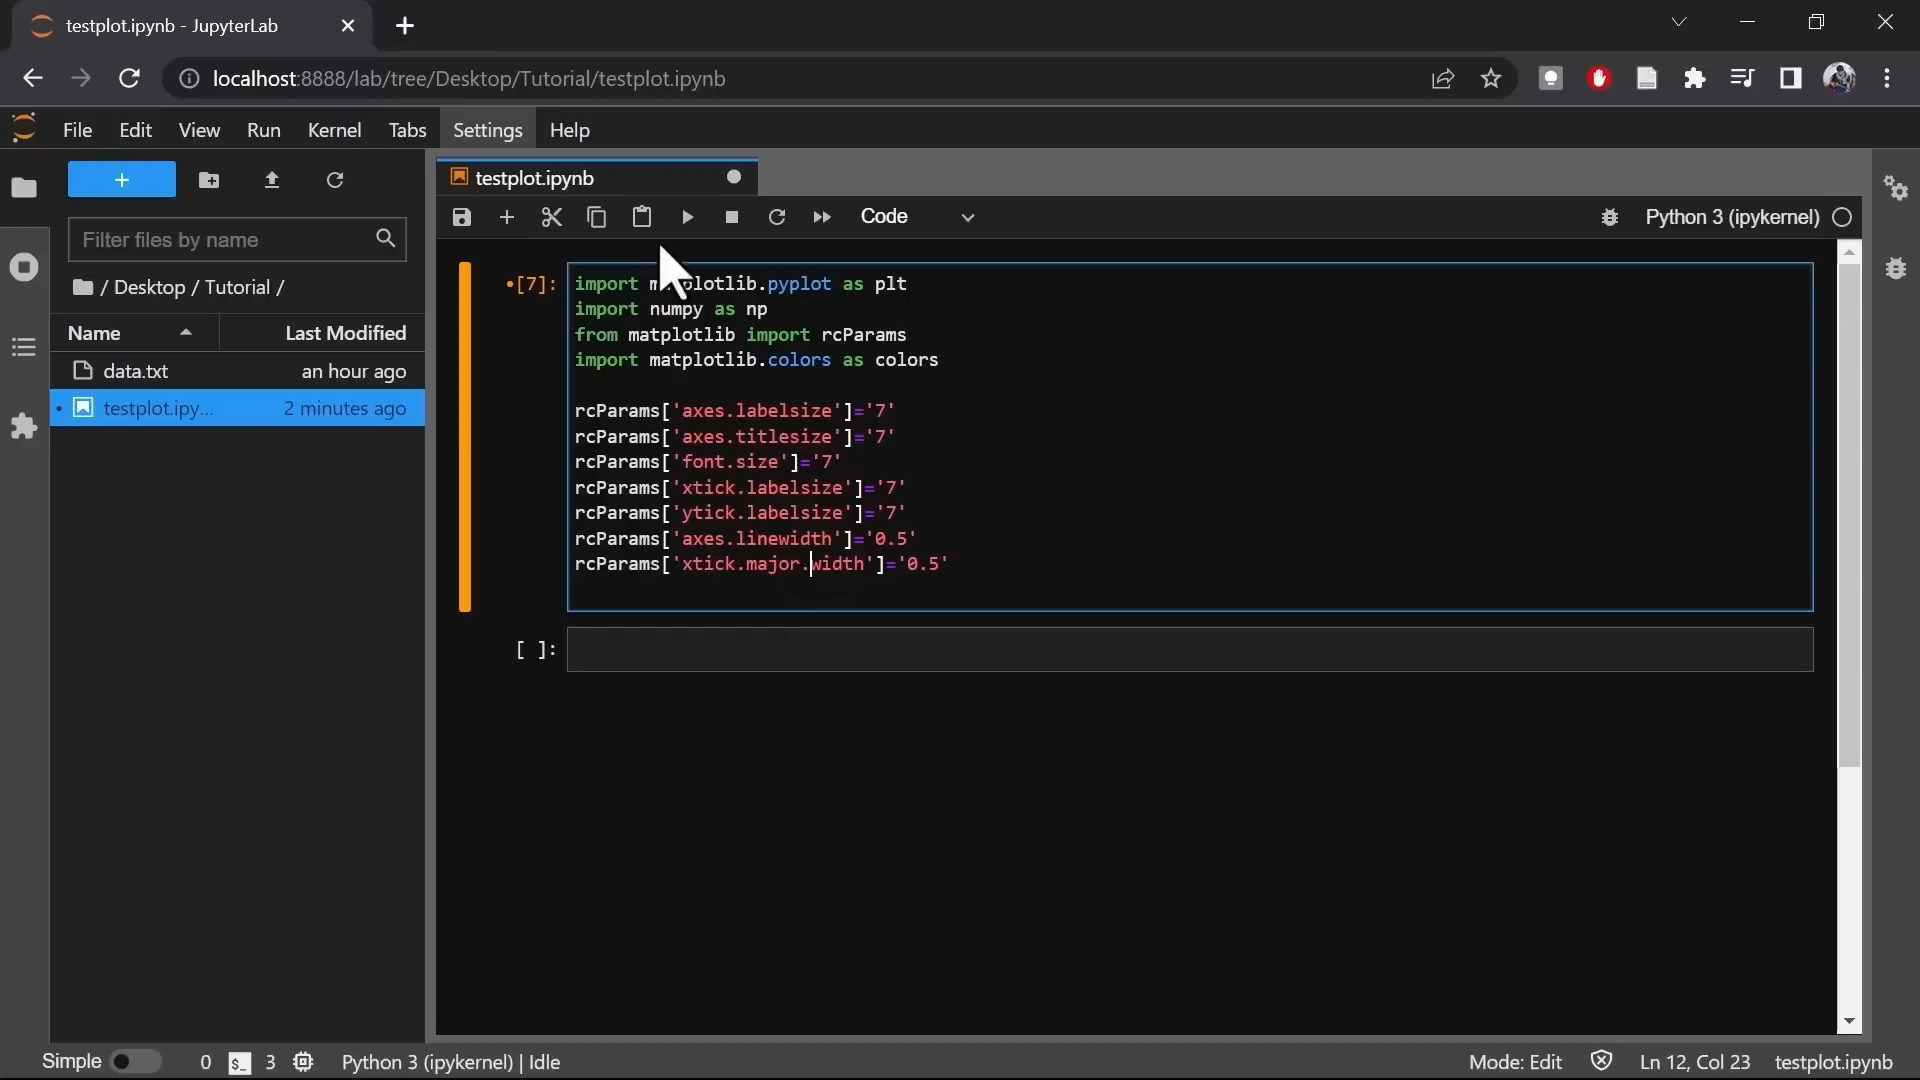 testplot.ipynb - JupyterLab
localhost:8888/lab/tree/Desktop/Tutorial/testplot.ipynb
File Edit View Run Kernel Tabs Settings Help
testplot.ipynb
Code
Python 3 (ipykernel)
Filter files by name
/ Desktop / Tutorial /
Name Last Modified
data.txt an hour ago
testplot.ipy... 2 minutes ago
[7]:
import plotlib.pyplot as plt
import numpy as np
from matplotlib import rcParams
import matplotlib.colors as colors
rcParams['axes.labelsize']='7'
rcParams['axes.titlesize']='7'
rcParams['font.size']='7'
rcParams['xtick.labelsize']='7'
rcParams['ytick.labelsize']='7'
rcParams['axes.linewidth']='0.5'
rcParams['xtick.major.width']='0.5'
[ ]:
Simple 0 $_ 3 Python 3 (ipykernel) | Idle
Mode: Edit Ln 12, Col 23 testplot.ipynb